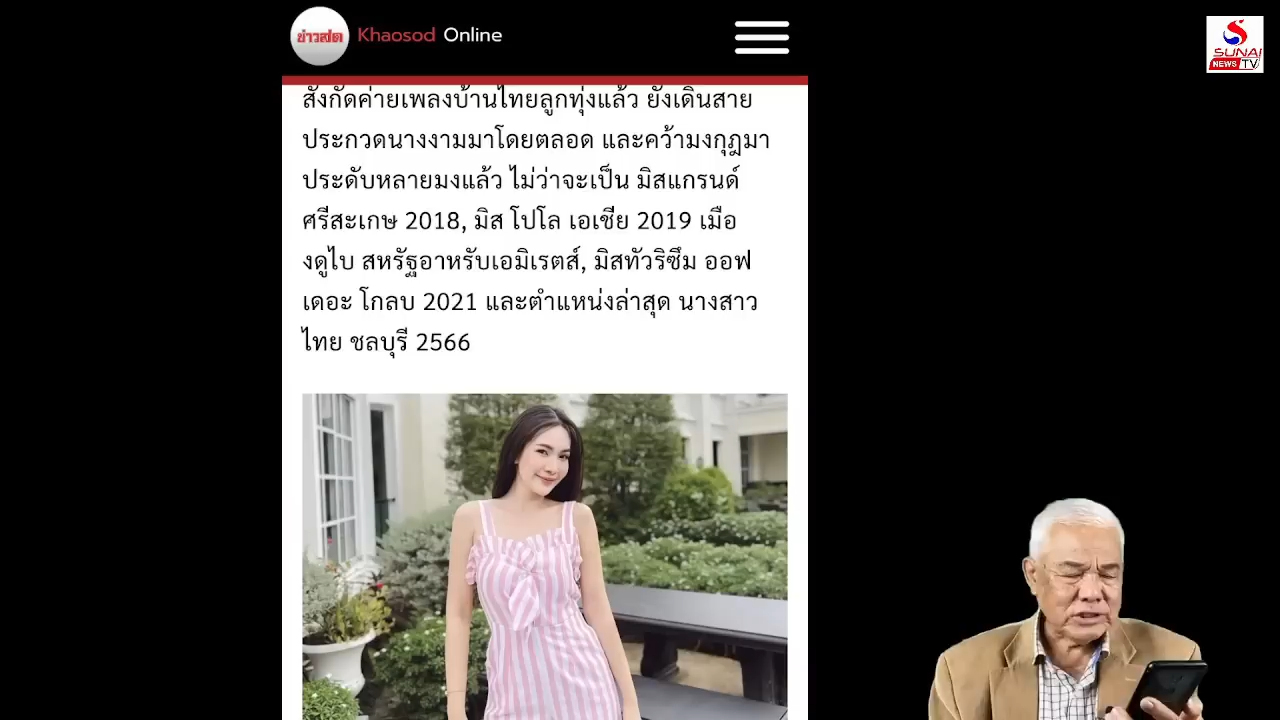 ข่าวสด Khaosod Online
SUNAI
NEWS TV
สังกัดค่ายเพลงบ้านไทยลูกทุ่งแล้ว ยังเดินสาย
ประกวดนางงามมาโดยตลอด และคว้ามงกุฎมา
ประดับหลายมงแล้ว ไม่ว่าจะเป็น มิสแกรนด์
ศรีสะเกษ 2018, มิส โปโล เอเชีย 2019 เมือ
งดูไบ สหรัฐอาหรับเอมิเรตส์, มิสทัวริซึม ออฟ
เดอะ โกลบ 2021 และตำแหน่งล่าสุด นางสาว
ไทย ชลบุรี 2566